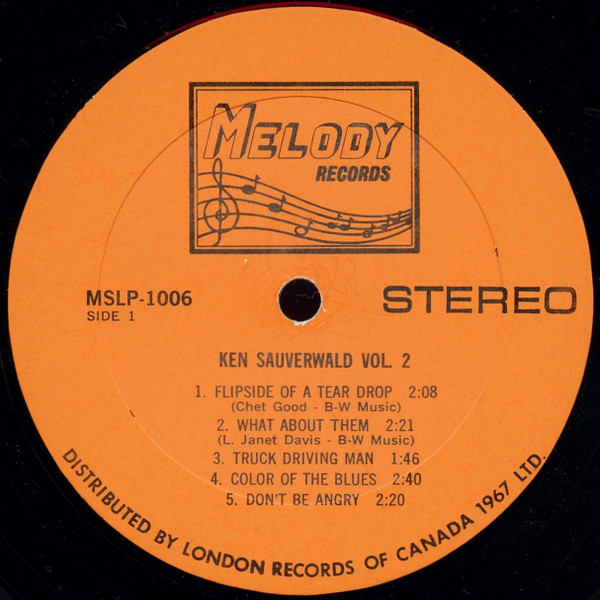 MELODY
RECORDS
MSLP-1006
SIDE 1
STEREO
KEN SAUVERWALD VOL. 2
1. FLIPSIDE OF A TEAR DROP 2:08
(Chet Good - B-W Music)
2. WHAT ABOUT THEM 2:21
(L. Janet Davis - B-W Music)
3. TRUCK DRIVING MAN 1:46
4. COLOR OF THE BLUES 2:40
5. DON'T BE ANGRY 2:20
DISTRIBUTED BY LONDON RECORDS OF CANADA 1967 LTD.